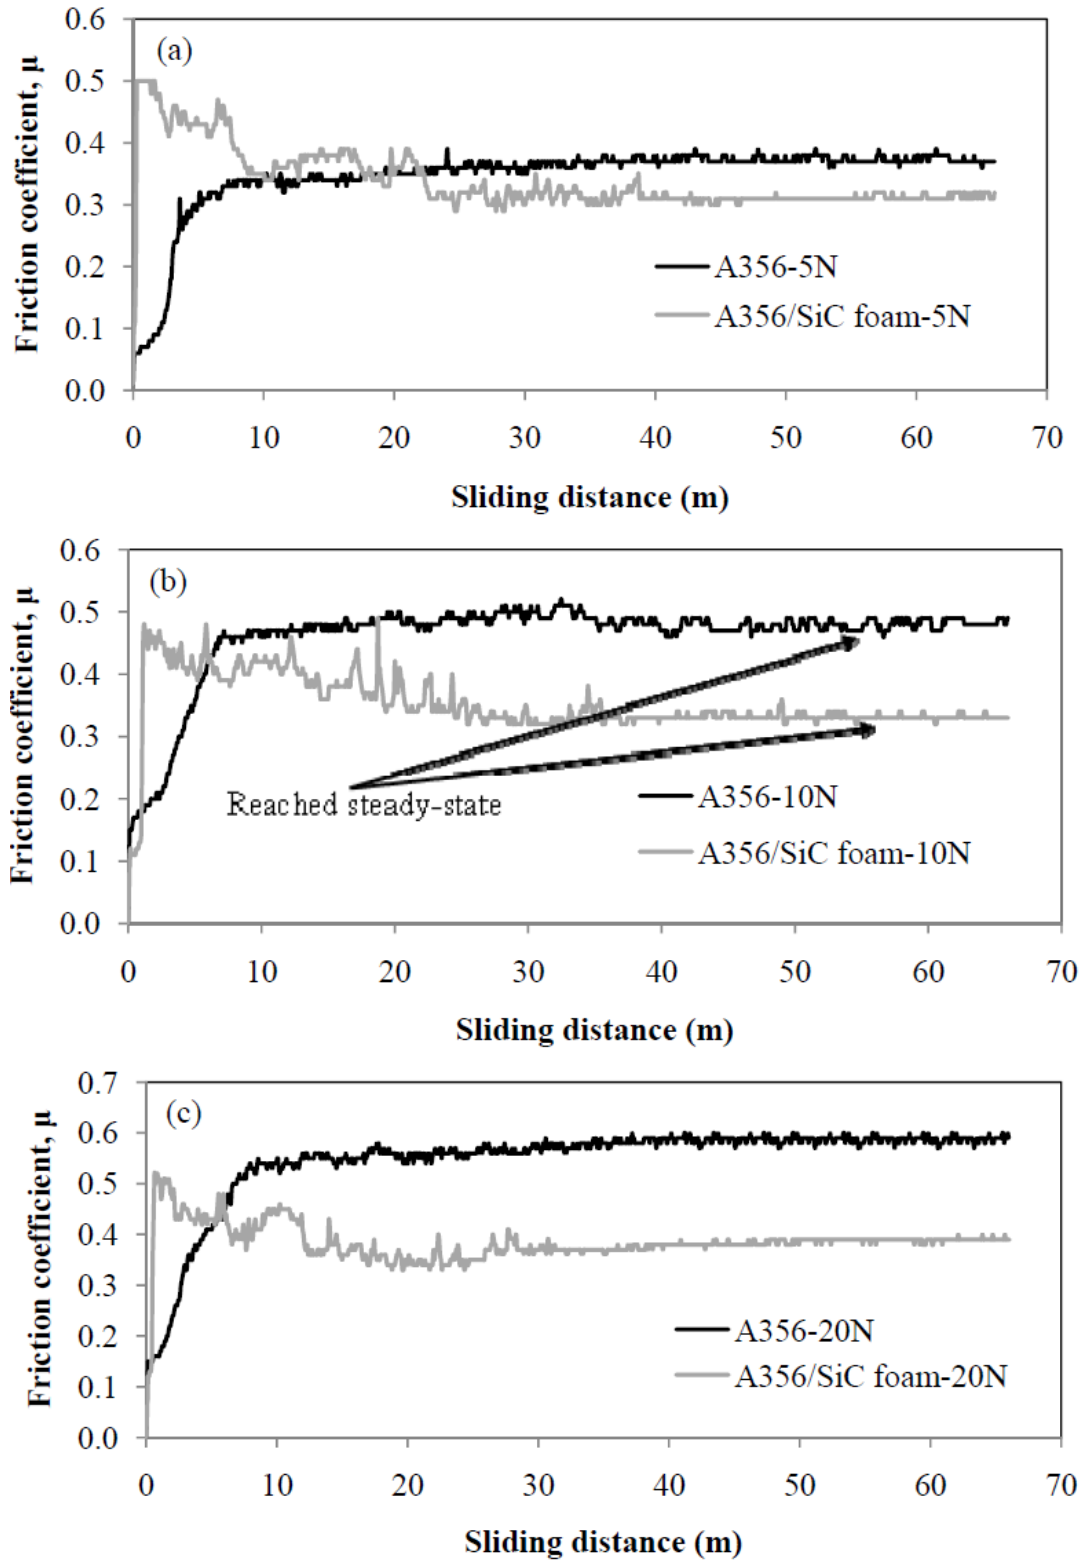 (a)
Friction coefficient, μ
0.6
0.5
0.4
0.3
0.2
0.1
0.0
A356-5N
A356/SiC foam-5N
0 10 20 30 40 50 60 70
Sliding distance (m)
(b)
Friction coefficient, μ
0.6
0.5
0.4
0.3
0.2
0.1
0.0
Reached steady-state
A356-10N
A356/SiC foam-10N
0 10 20 30 40 50 60 70
Sliding distance (m)
(c)
Friction coefficient, μ
0.7
0.6
0.5
0.4
0.3
0.2
0.1
0.0
A356-20N
A356/SiC foam-20N
0 10 20 30 40 50 60 70
Sliding distance (m)